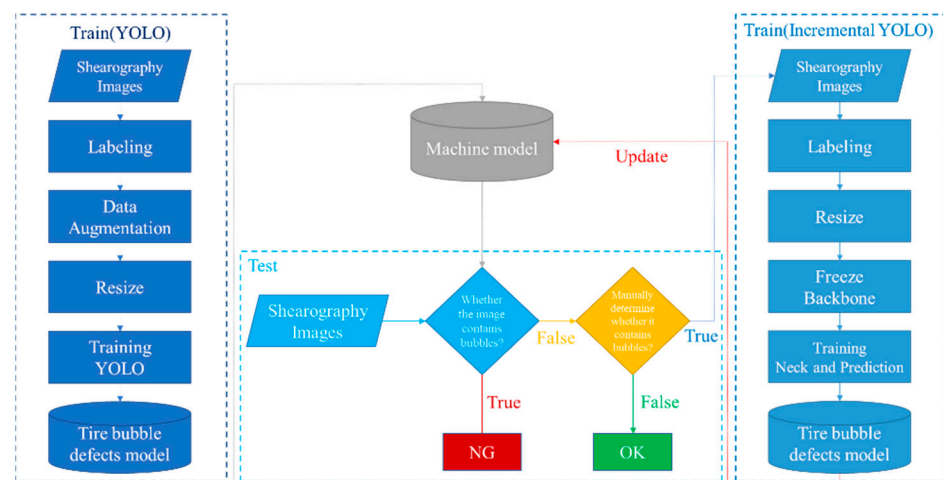 Train(YOLO)
Shearography
Images
Labeling
Data
Augmentation
Resize
Training
YOLO
Tire bubble
defects model
Machine model
Update
Test
Shearography
Images
Whether
the image
contains
bubbles?
False
Manually
determine
whether it
contains
bubbles?
True
True
False
NG
OK
Train(Incremental YOLO)
Shearography
Images
Labeling
Resize
Freeze
Backbone
Training
Neck and Prediction
Tire bubble
defects model